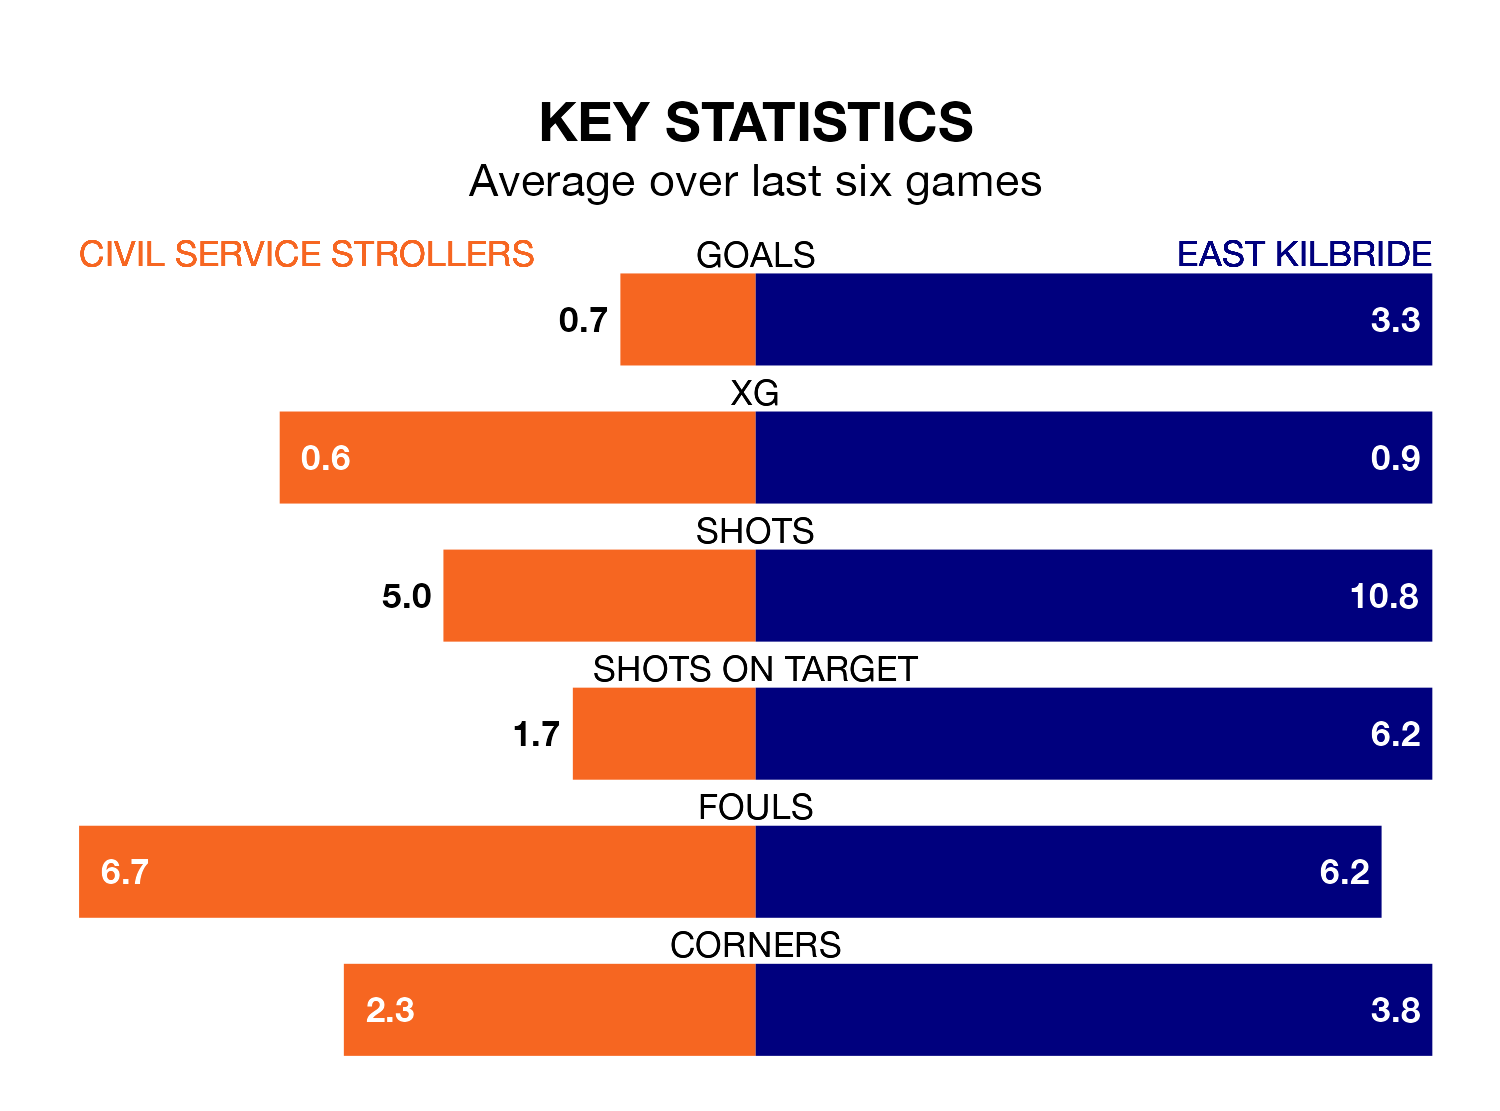 KEY STATISTICS
Average over last six games
CIVIL SERVICE STROLLERS GOALS EAST KILBRIDE
0.7 3.3
XG
0.6 0.9
SHOTS
5.0 10.8
SHOTS ON TARGET
1.7 6.2
FOULS
6.7 6.2
CORNERS
2.3 3.8